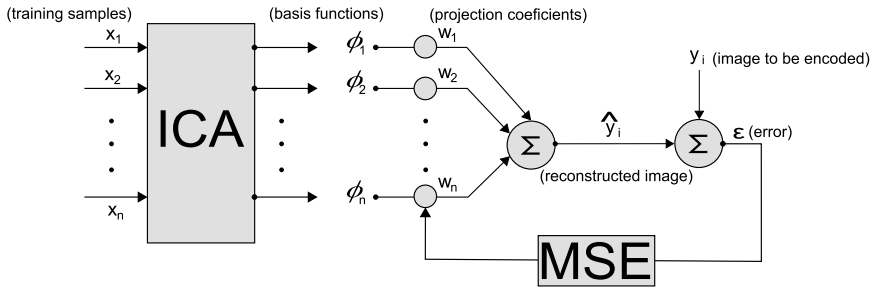 (training samples) (basis functions) (projection coeficients)
x1 ϕ1 w1
yi (image to be encoded)
x2 ϕ2 w2
ICA
Σ ŷi Σ ε (error)
(reconstructed image)
xn ϕn wn
MSE